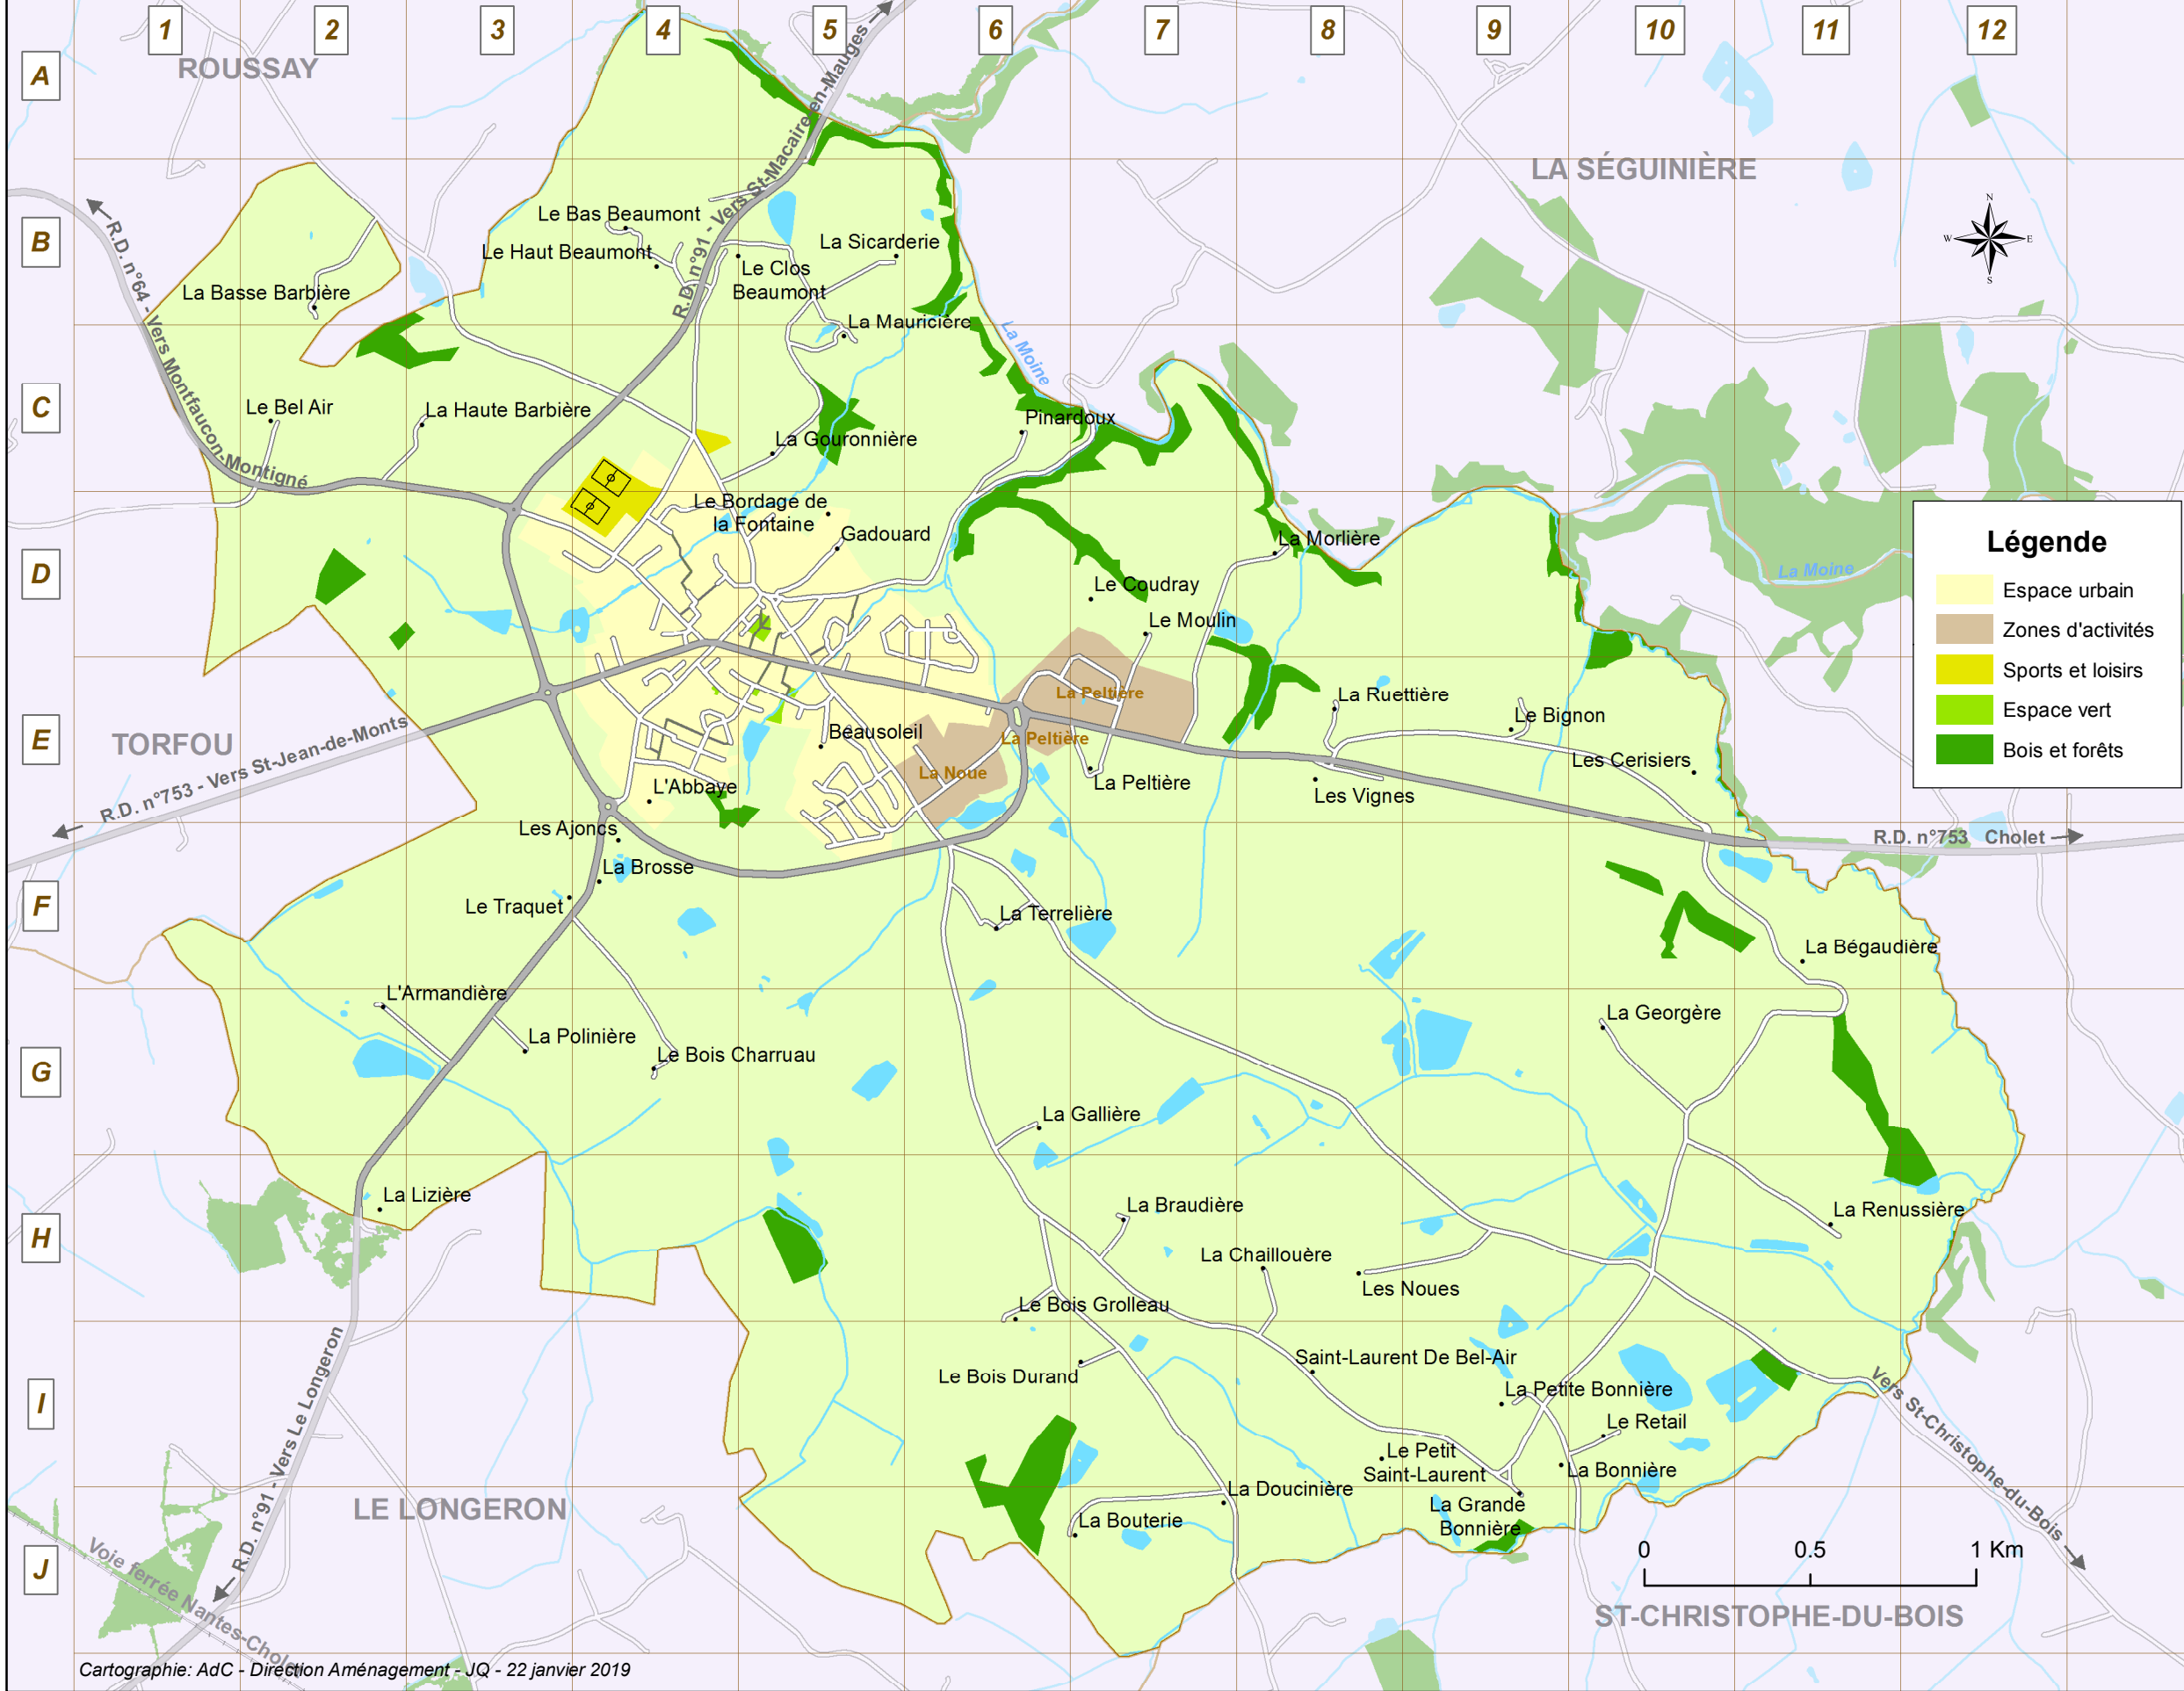 1
2
3
4
5
6
7
8
9
10
11
12
A
B
C
D
E
F
G
H
I
J
ROUSSAY
LA SÉGUINIÈRE
TORFOU
LE LONGERON
ST-CHRISTOPHE-DU-BOIS
R.D. n°91 - Vers St-Macaire-en-Mauges
R.D. n°64 - Vers Montfaucon-Montigné
R.D. n°753 - Vers St-Jean-de-Monts
R.D. n°753 Cholet
R.D. n°91 - Vers Le Longeron
Vers St-Christophe-du-Bois
Voie ferrée Nantes-Cholet
N
W
E
S
Le Bas Beaumont
Le Haut Beaumont
La Sicarderie
Le Clos
Beaumont
La Basse Barbière
La Mauricière
La Moine
Le Bel Air
La Haute Barbière
Pinardoux
La Gouronnière
Le Bordage de
la Fontaine
Gadouard
La Morlière
La Moine
Le Coudray
Le Moulin
La Peltière
La Ruettière
Le Bignon
Beausoleil
La Peltière
La Noue
Les Cerisiers
La Peltière
L'Abbaye
Les Vignes
Les Ajoncs
La Brosse
Le Traquet
La Terrelière
La Bégaudière
L'Armandière
La Georgère
La Polinière
Le Bois Charruau
La Gallière
La Lizière
La Braudière
La Renussière
La Chaillouère
Les Noues
Le Bois Grolleau
Saint-Laurent De Bel-Air
Le Bois Durand
La Petite Bonnière
Le Retail
Le Petit
Saint-Laurent
La Bonnière
La Doucinière
La Grande
Bonnière
La Bouterie
Légende
Espace urbain
Zones d'activités
Sports et loisirs
Espace vert
Bois et forêts
0
0.5
1 Km
Cartographie: AdC - Direction Aménagement - JQ - 22 janvier 2019